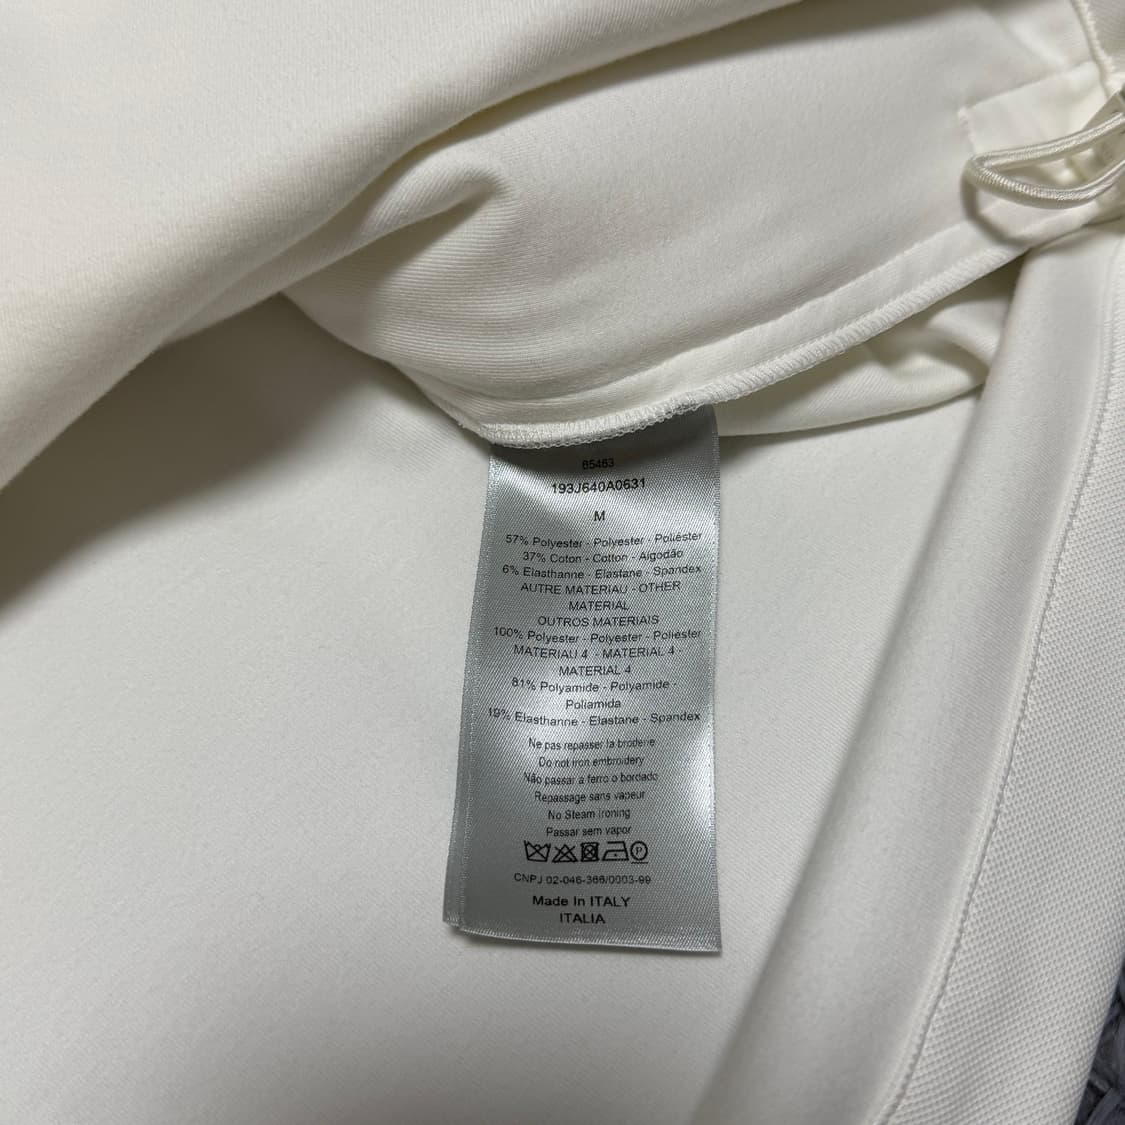 85463
193J640A0631
M
57% Polyester - Polyester - Poliéster
37% Coton - Cotton - Algodão
6% Elasthanne - Elastane - Spandex
AUTRE MATERIAU - OTHER
MATERIAL
OUTROS MATERIAIS
100% Polyester - Polyester - Poliéster
MATERIAU 4 - MATERIAL 4 -
MATERIAL 4
81% Polyamide - Polyamide -
Poliamida
19% Elasthanne - Elastane - Spandex
Ne pas repasser la broderie
Do not iron embroidery
Não passar a ferro o bordado
Repassage sans vapeur
No Steam Ironing
Passar sem vapor
P
CNPJ 02-046-366/0003-99
Made In ITALY
ITALIA